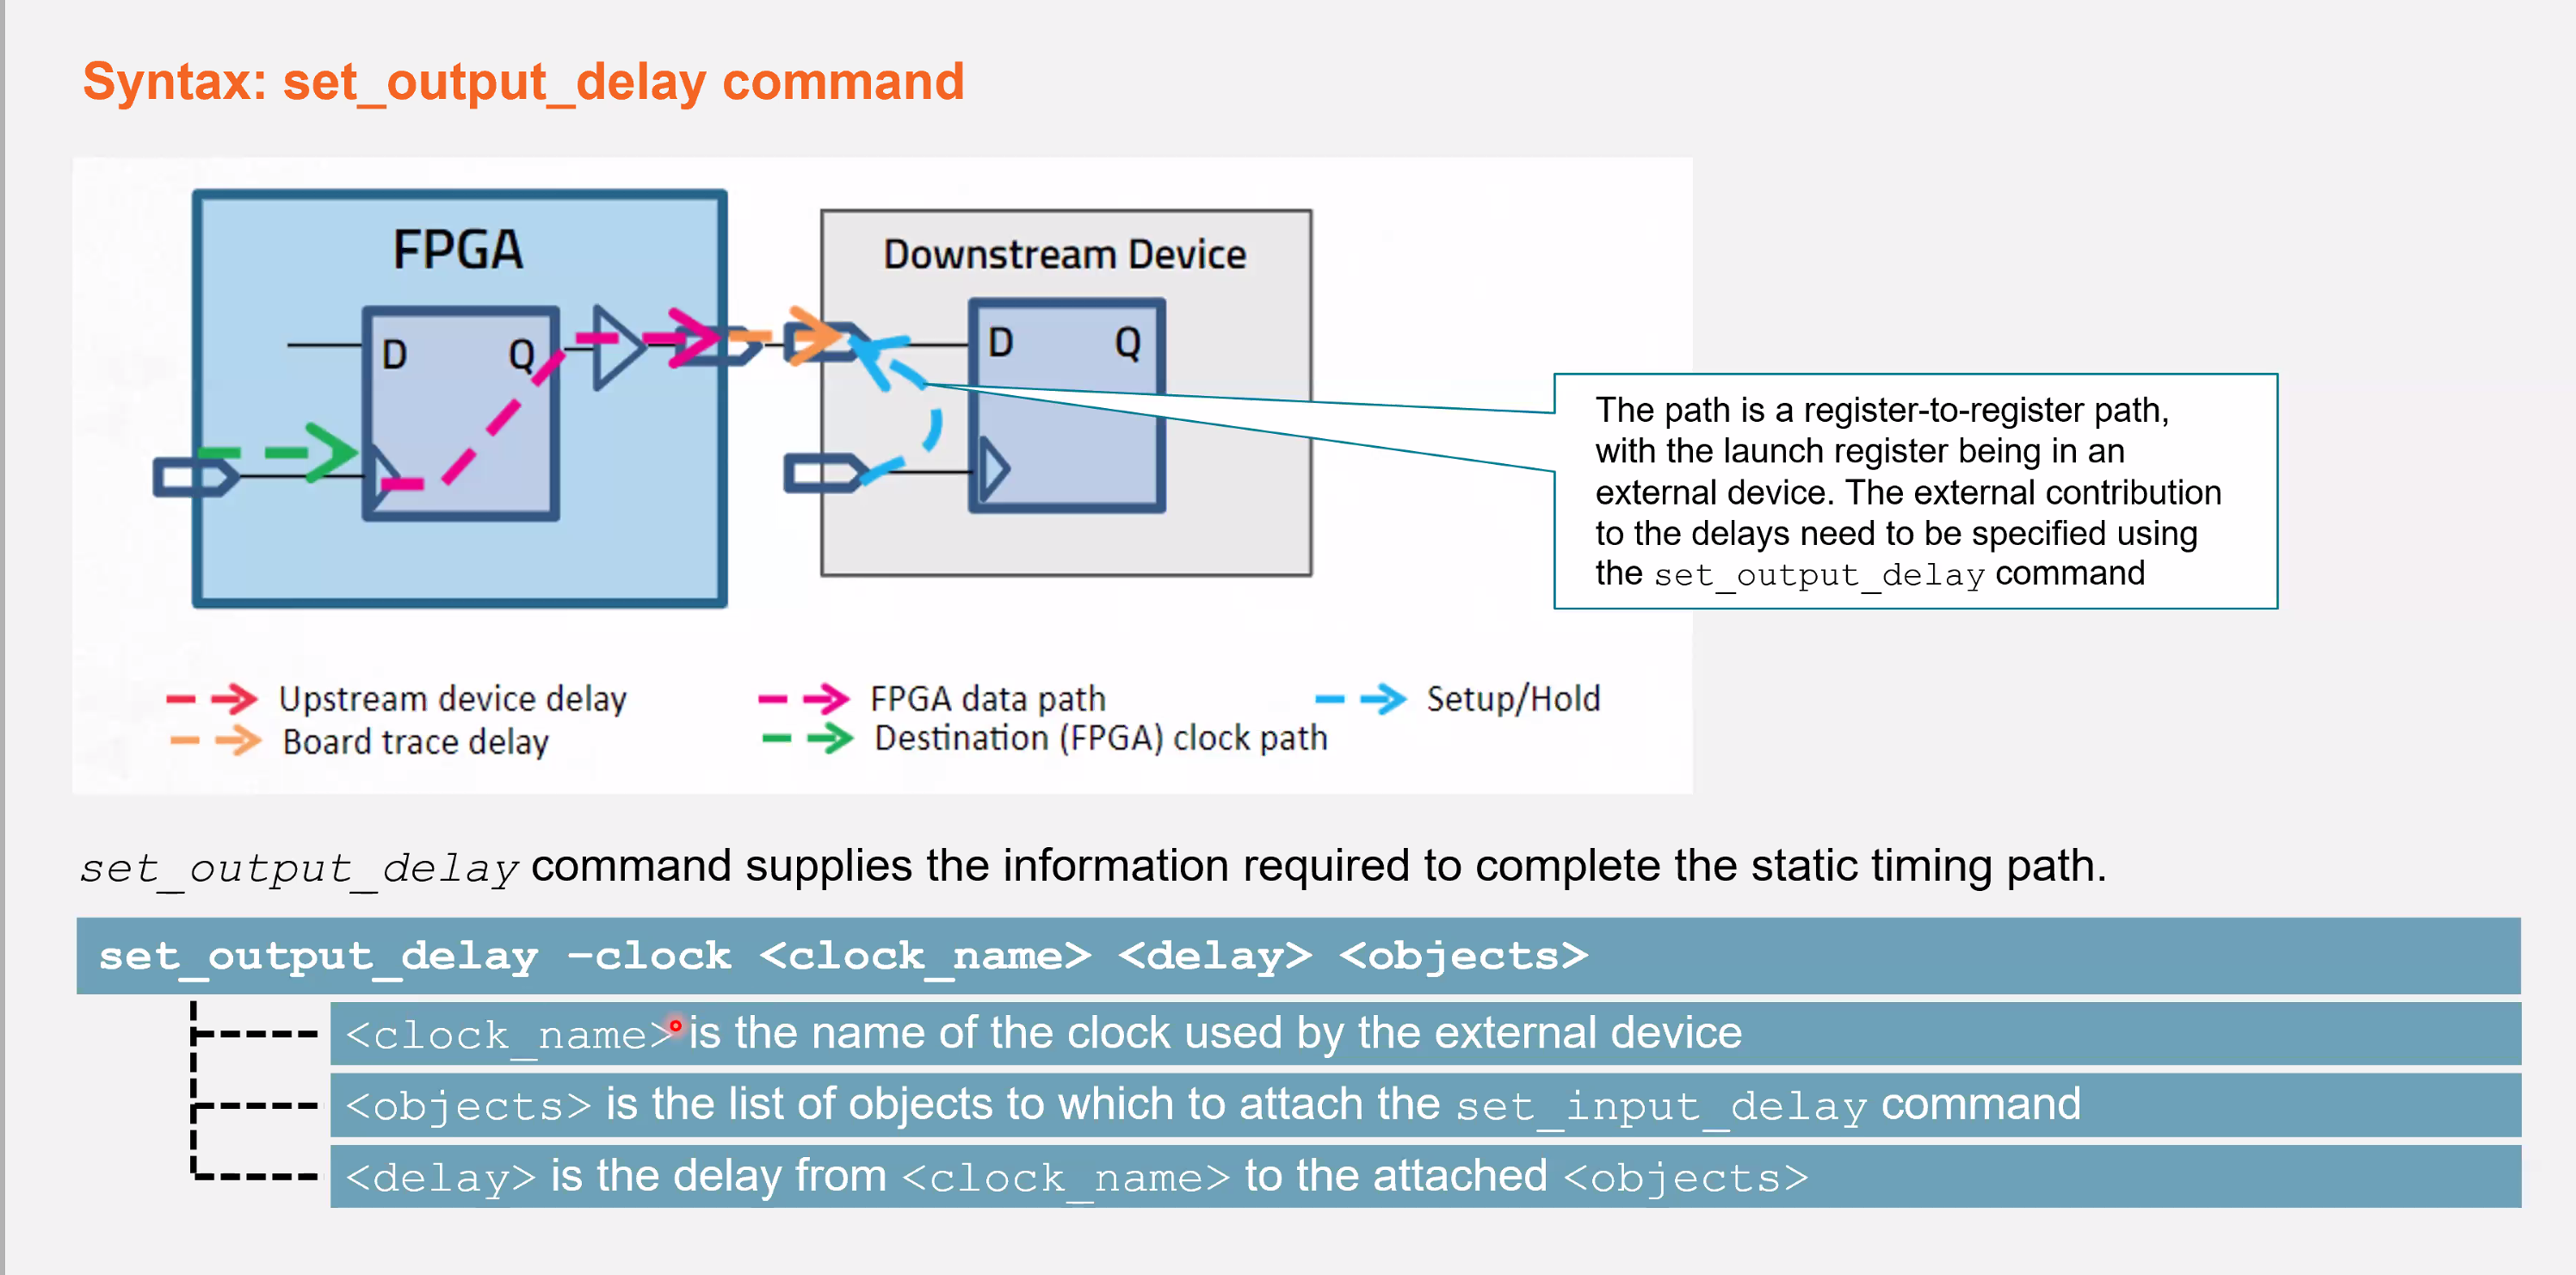 Syntax: set_output_delay command
FPGA
D
Q
Downstream Device
D
Q
The path is a register-to-register path,
with the launch register being in an
external device. The external contribution
to the delays need to be specified using
the set_output_delay command
Upstream device delay
FPGA data path
Setup/Hold
Board trace delay
Destination (FPGA) clock path
set_output_delay command supplies the information required to complete the static timing path.
set_output_delay –clock <clock_name> <delay> <objects>
<clock_name> is the name of the clock used by the external device
<objects> is the list of objects to which to attach the set_input_delay command
<delay> is the delay from <clock_name> to the attached <objects>